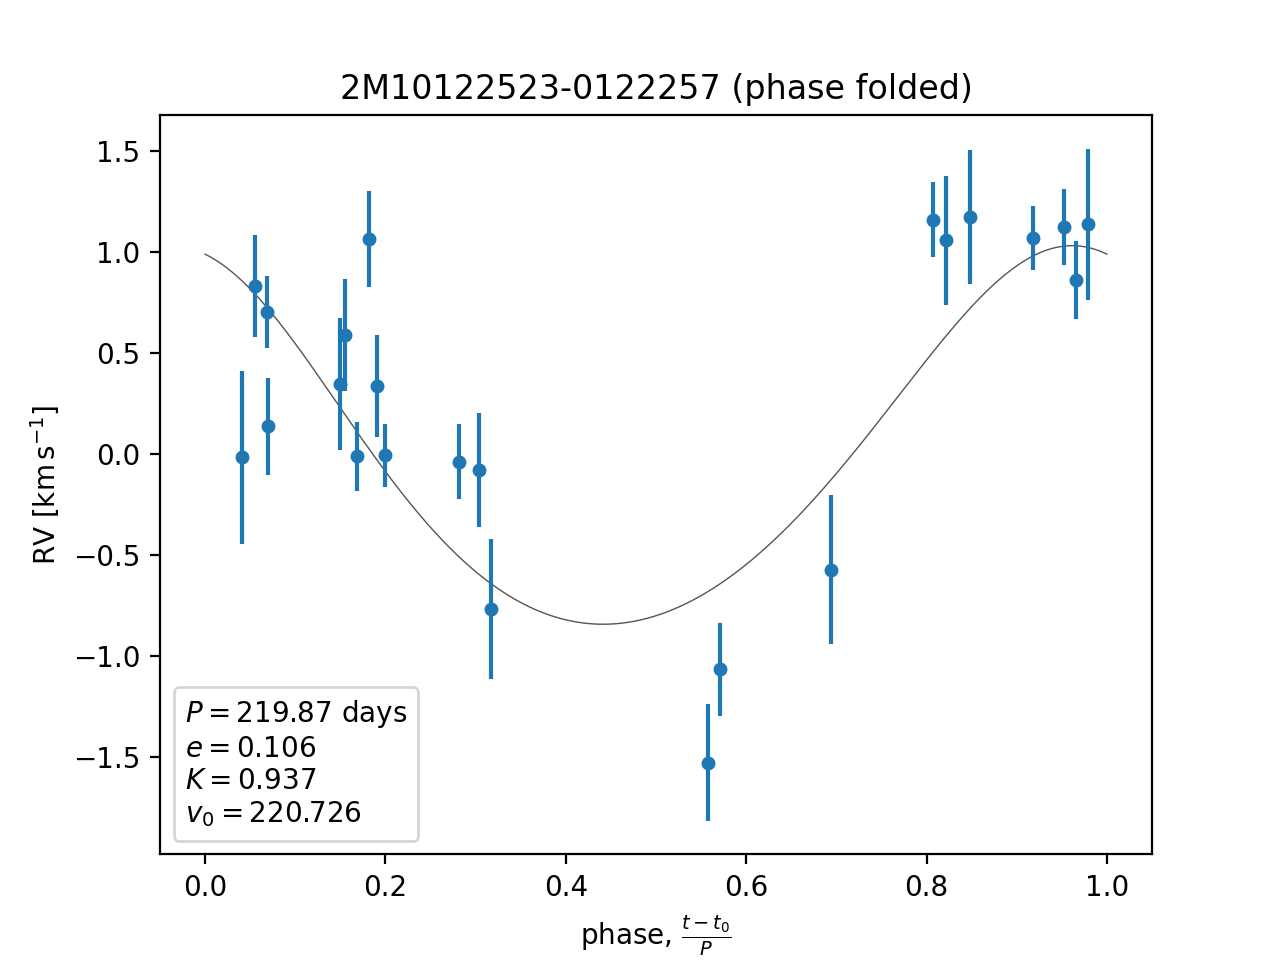 2M10122523-0122257 (phase folded)
1.5
1.0
0.5
0.0
−0.5
−1.0
−1.5
RV [km s⁻¹]
P = 219.87 days
e = 0.106
K = 0.937
v₀ = 220.726
0.0 0.2 0.4 0.6 0.8 1.0
phase, (t − t₀)/P